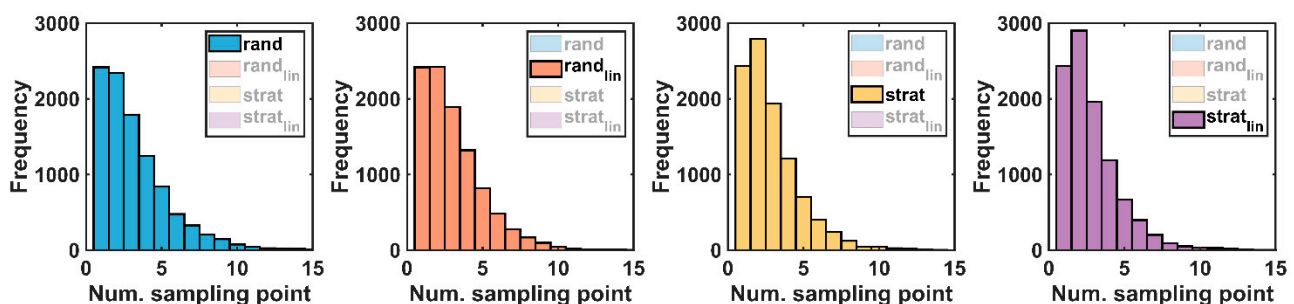 3000
2000
1000
0
Frequency
rand
rand_lin
strat
strat_lin
0 5 10 15
Num. sampling point
3000
2000
1000
0
Frequency
rand
rand_lin
strat
strat_lin
0 5 10 15
Num. sampling point
3000
2000
1000
0
Frequency
rand
rand_lin
strat
strat_lin
0 5 10 15
Num. sampling point
3000
2000
1000
0
Frequency
rand
rand_lin
strat
strat_lin
0 5 10 15
Num. sampling point